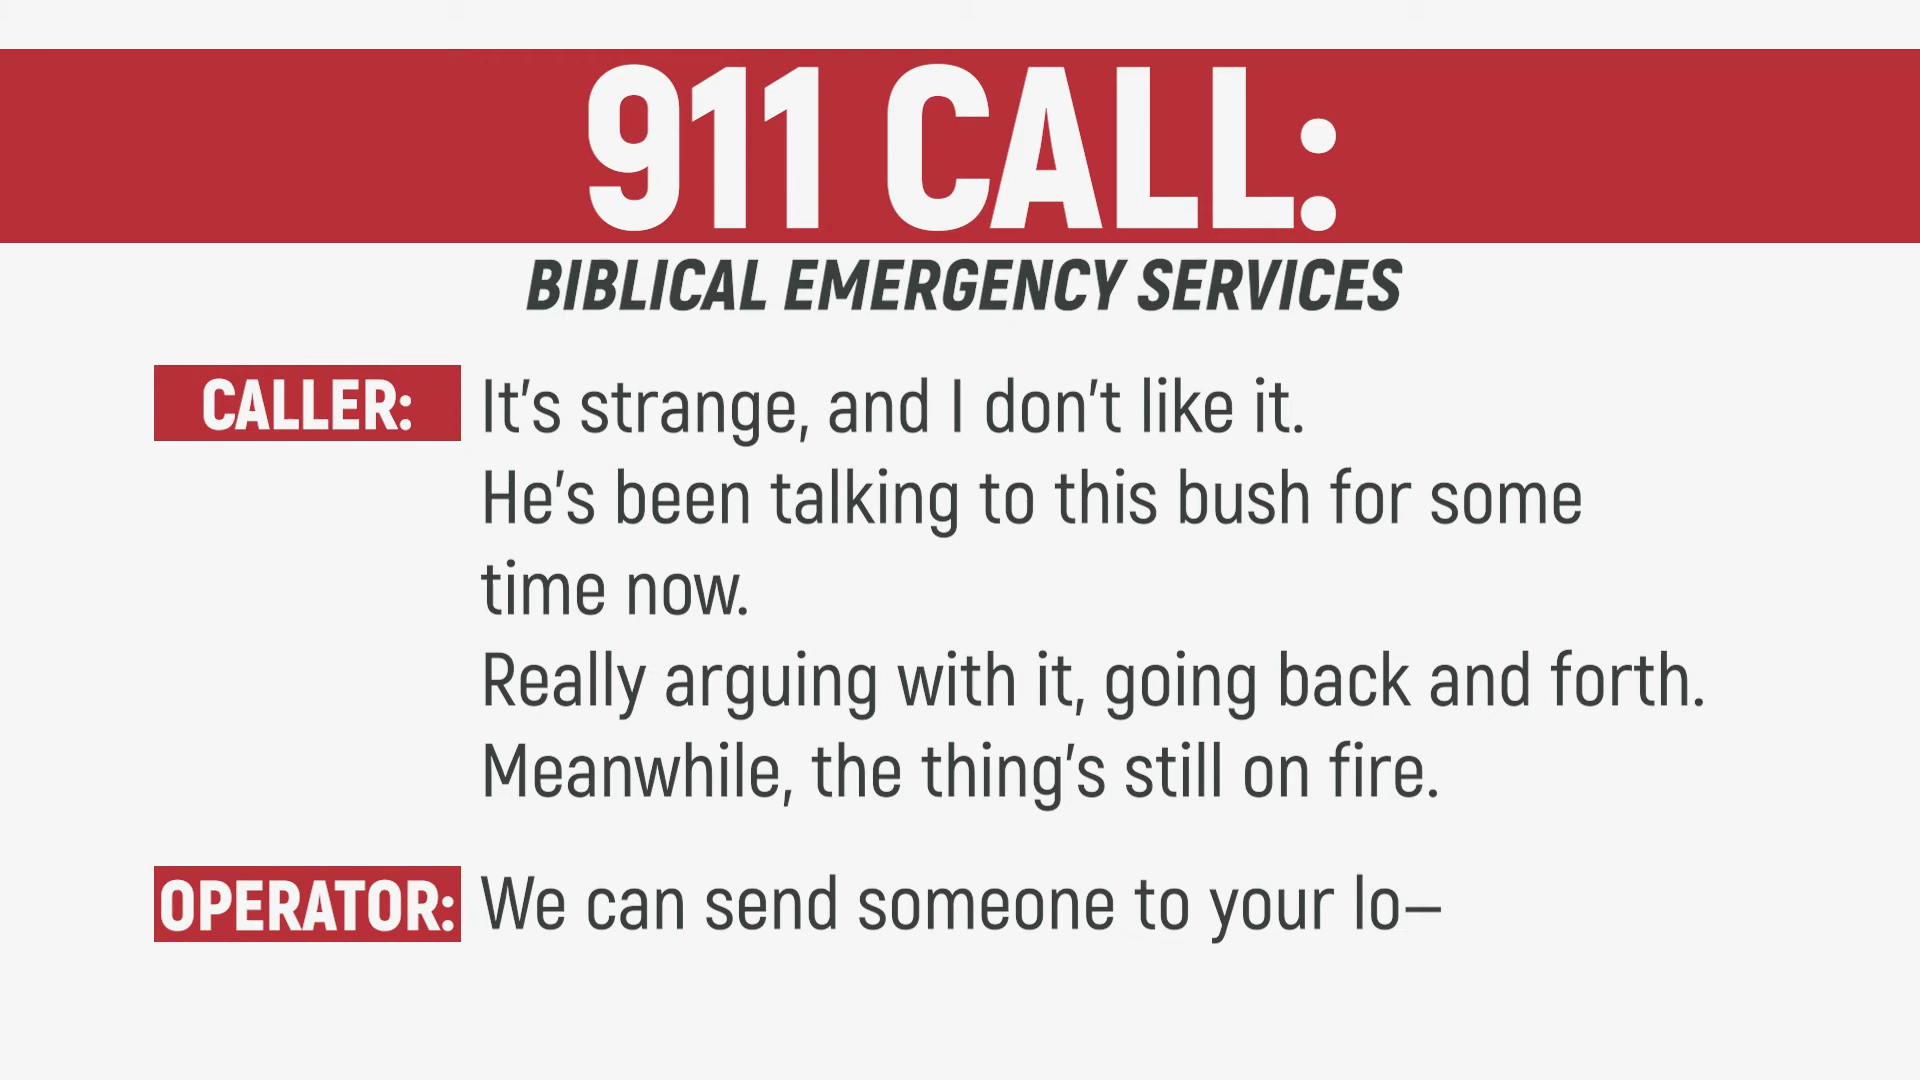 911 CALL:
BIBLICAL EMERGENCY SERVICES
CALLER: It’s strange, and I don’t like it.
He’s been talking to this bush for some
time now.
Really arguing with it, going back and forth.
Meanwhile, the thing’s still on fire.
OPERATOR: We can send someone to your lo–